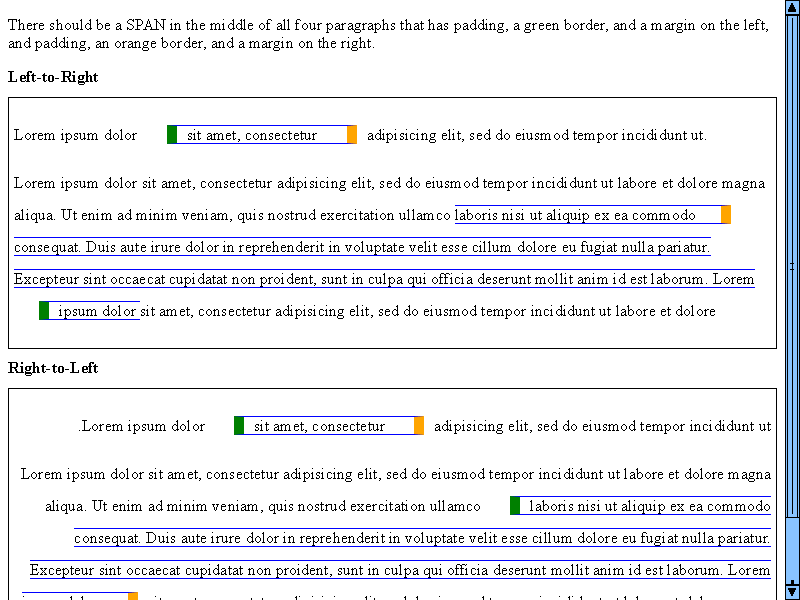 There should be a SPAN in the middle of all four paragraphs that has padding, a green border, and a margin on the left,
and padding, an orange border, and a margin on the right.
Left-to-Right
Lorem ipsum dolor sit amet, consectetur adipisicing elit, sed do eiusmod tempor incididunt ut.
Lorem ipsum dolor sit amet, consectetur adipisicing elit, sed do eiusmod tempor incididunt ut labore et dolore magna
aliqua. Ut enim ad minim veniam, quis nostrud exercitation ullamco laboris nisi ut aliquip ex ea commodo
consequat. Duis aute irure dolor in reprehenderit in voluptate velit esse cillum dolore eu fugiat nulla pariatur.
Excepteur sint occaecat cupidatat non proident, sunt in culpa qui officia deserunt mollit anim id est laborum. Lorem
ipsum dolor sit amet, consectetur adipisicing elit, sed do eiusmod tempor incididunt ut labore et dolore
Right-to-Left
.Lorem ipsum dolor sit amet, consectetur adipisicing elit, sed do eiusmod tempor incididunt ut
Lorem ipsum dolor sit amet, consectetur adipisicing elit, sed do eiusmod tempor incididunt ut labore et dolore magna
aliqua. Ut enim ad minim veniam, quis nostrud exercitation ullamco laboris nisi ut aliquip ex ea commodo
consequat. Duis aute irure dolor in reprehenderit in voluptate velit esse cillum dolore eu fugiat nulla pariatur.
Excepteur sint occaecat cupidatat non proident, sunt in culpa qui officia deserunt mollit anim id est laborum. Lorem